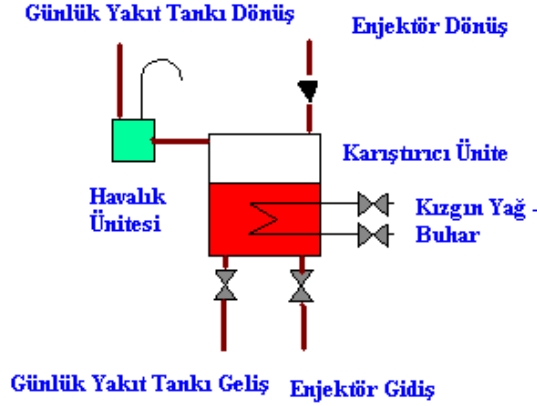 Günlük Yakıt Tankı Dönüş
Enjektör Dönüş
Karıştırıcı Ünite
Havalık
Ünitesi
Kızgın Yağ -
Buhar
Günlük Yakıt Tankı Geliş
Enjektör Gidiş